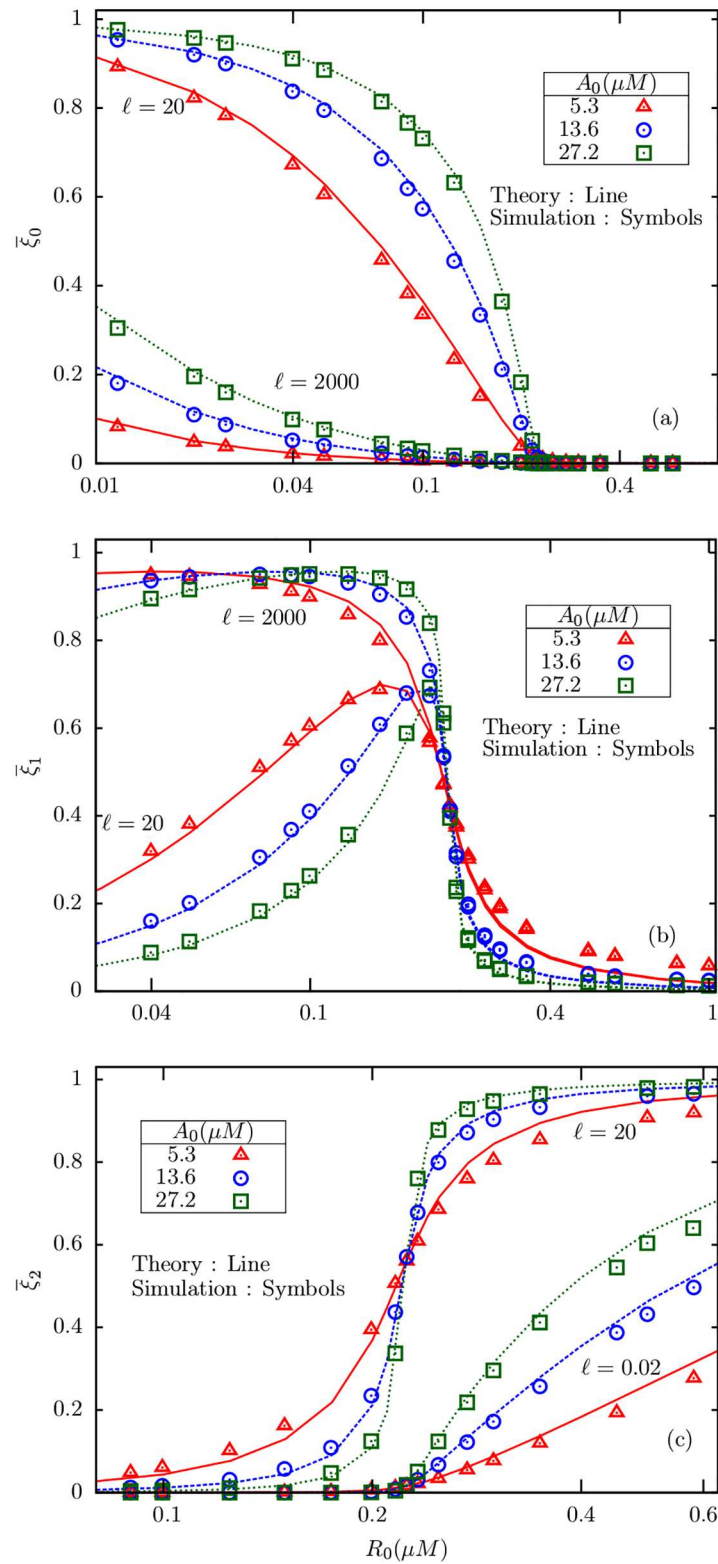 1
0.8
0.6
0.4
0.2
0
ξ̅₀
ℓ = 20
A₀(μM)
5.3
13.6
27.2
Theory : Line
Simulation : Symbols
ℓ = 2000
(a)
0.01 0.04 0.1 0.4
1
0.8
0.6
0.4
0.2
0
ξ̅₁
ℓ = 2000
A₀(μM)
5.3
13.6
27.2
Theory : Line
Simulation : Symbols
ℓ = 20
(b)
0.04 0.1 0.4 1
1
0.8
0.6
0.4
0.2
0
ξ̅₂
A₀(μM)
5.3
13.6
27.2
ℓ = 20
Theory : Line
Simulation : Symbols
ℓ = 0.02
(c)
0.1 0.2 0.4 0.6
R₀(μM)